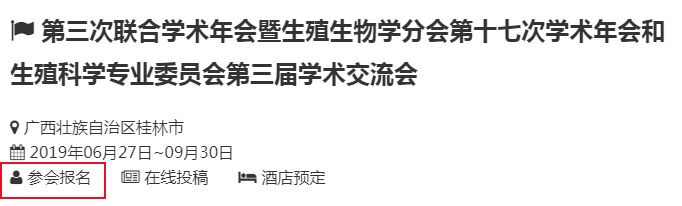 第三次联合学术年会暨生殖生物学分会第十七次学术年会和
生殖科学专业委员会第三届学术交流会
广西壮族自治区桂林市
2019年06月27日~09月30日
参会报名 在线投稿 酒店预定